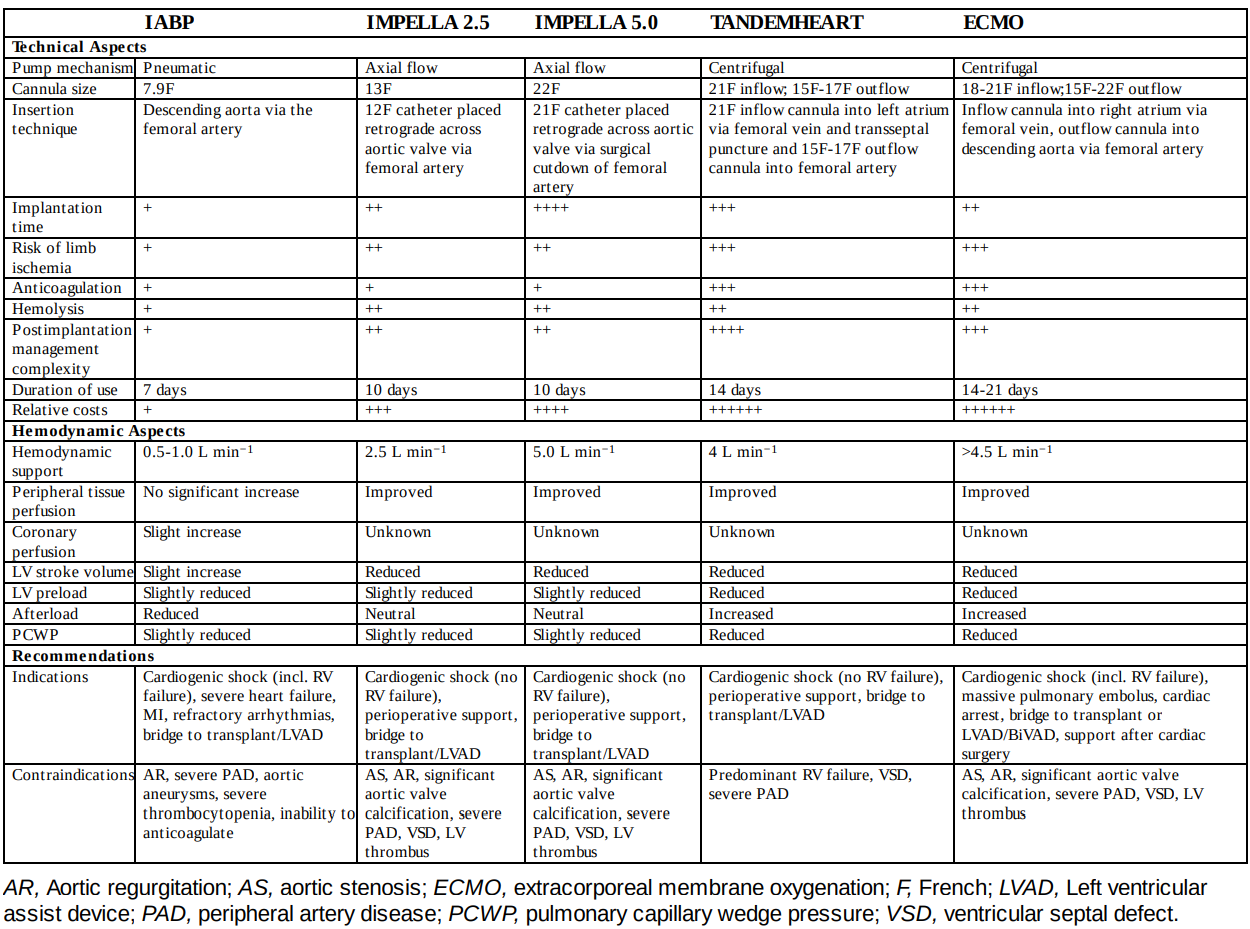 IABP IMPELLA 2.5 IMPELLA 5.0 TANDEMHEART ECMO
Technical Aspects
Pump mechanism Pneumatic Axial flow Axial flow Centrifugal Centrifugal
Cannula size 7.9F 13F 22F 21F inflow; 15F-17F outflow 18-21F inflow;15F-22F outflow
Insertion Descending aorta via the 12F catheter placed 21F catheter placed 21F inflow cannula into left atrium Inflow cannula into right atrium via
technique femoral artery retrograde across retrograde across aortic via femoral vein and transseptal femoral vein, outflow cannula into
aortic valve via valve via surgical puncture and 15F-17F outflow descending aorta via femoral artery
femoral artery cutdown of femoral cannula into femoral artery
artery
Implantation + ++ ++++ +++ ++
time
Risk of limb + ++ ++ +++ +++
ischemia
Anticoagulation + + + +++ +++
Hemolysis + ++ ++ ++ ++
Postimplantation + ++ ++ ++++ +++
management
complexity
Duration of use 7 days 10 days 10 days 14 days 14-21 days
Relative costs + +++ ++++ ++++++ ++++++
Hemodynamic Aspects
Hemodynamic 0.5-1.0 L min⁻¹ 2.5 L min⁻¹ 5.0 L min⁻¹ 4 L min⁻¹ >4.5 L min⁻¹
support
Peripheral tissue No significant increase Improved Improved Improved Improved
perfusion
Coronary Slight increase Unknown Unknown Unknown Unknown
perfusion
LV stroke volume Slight increase Reduced Reduced Reduced Reduced
LV preload Slightly reduced Slightly reduced Slightly reduced Reduced Reduced
Afterload Reduced Neutral Neutral Increased Increased
PCWP Slightly reduced Slightly reduced Slightly reduced Reduced Reduced
Recommendations
Indications Cardiogenic shock (incl. RV Cardiogenic shock (no Cardiogenic shock (no Cardiogenic shock (no RV failure), Cardiogenic shock (incl. RV failure),
failure), severe heart failure, RV failure), RV failure), perioperative support, bridge to massive pulmonary embolus, cardiac
MI, refractory arrhythmias, perioperative support, perioperative support, transplant/LVAD arrest, bridge to transplant or
bridge to transplant/LVAD bridge to bridge to LVAD/BiVAD, support after cardiac
transplant/LVAD transplant/LVAD surgery
Contraindications AR, severe PAD, aortic AS, AR, significant AS, AR, significant Predominant RV failure, VSD, AS, AR, significant aortic valve
aneurysms, severe aortic valve aortic valve severe PAD calcification, severe PAD, VSD, LV
thrombocytopenia, inability to calcification, severe calcification, severe thrombus
anticoagulate PAD, VSD, LV PAD, VSD, LV
thrombus thrombus
AR, Aortic regurgitation; AS, aortic stenosis; ECMO, extracorporeal membrane oxygenation; F, French; LVAD, Left ventricular
assist device; PAD, peripheral artery disease; PCWP, pulmonary capillary wedge pressure; VSD, ventricular septal defect.